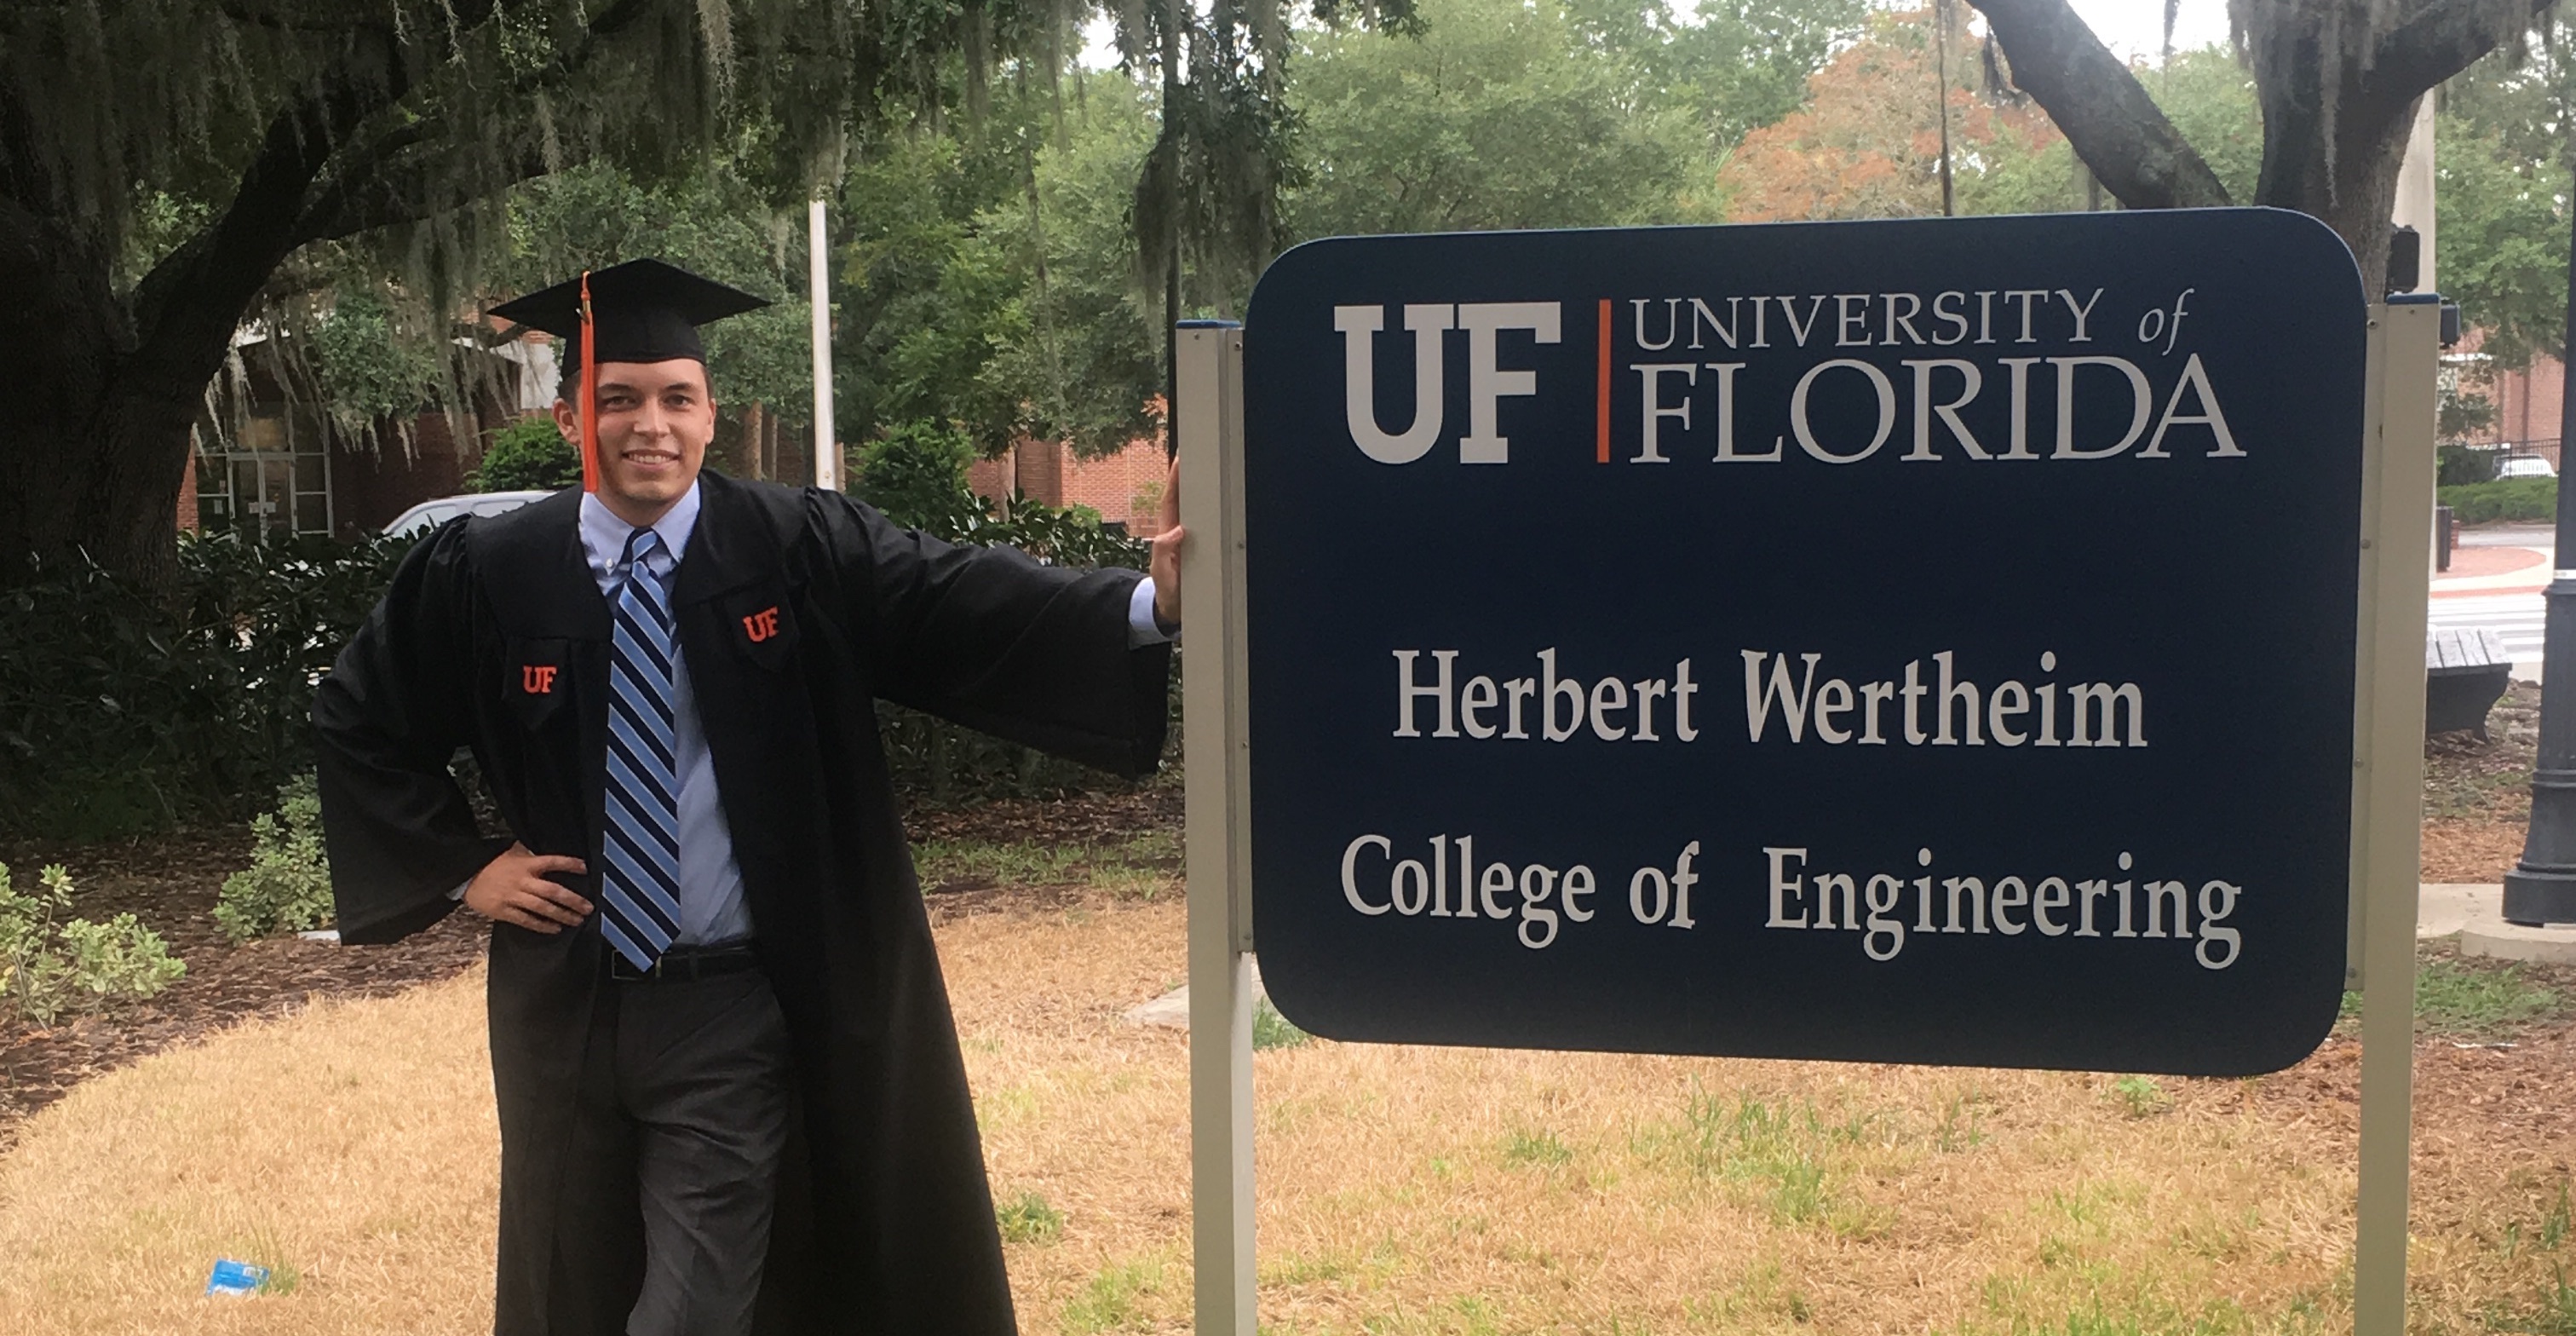 UF
UF
UF
UNIVERSITY of
FLORIDA
Herbert Wertheim
College of Engineering